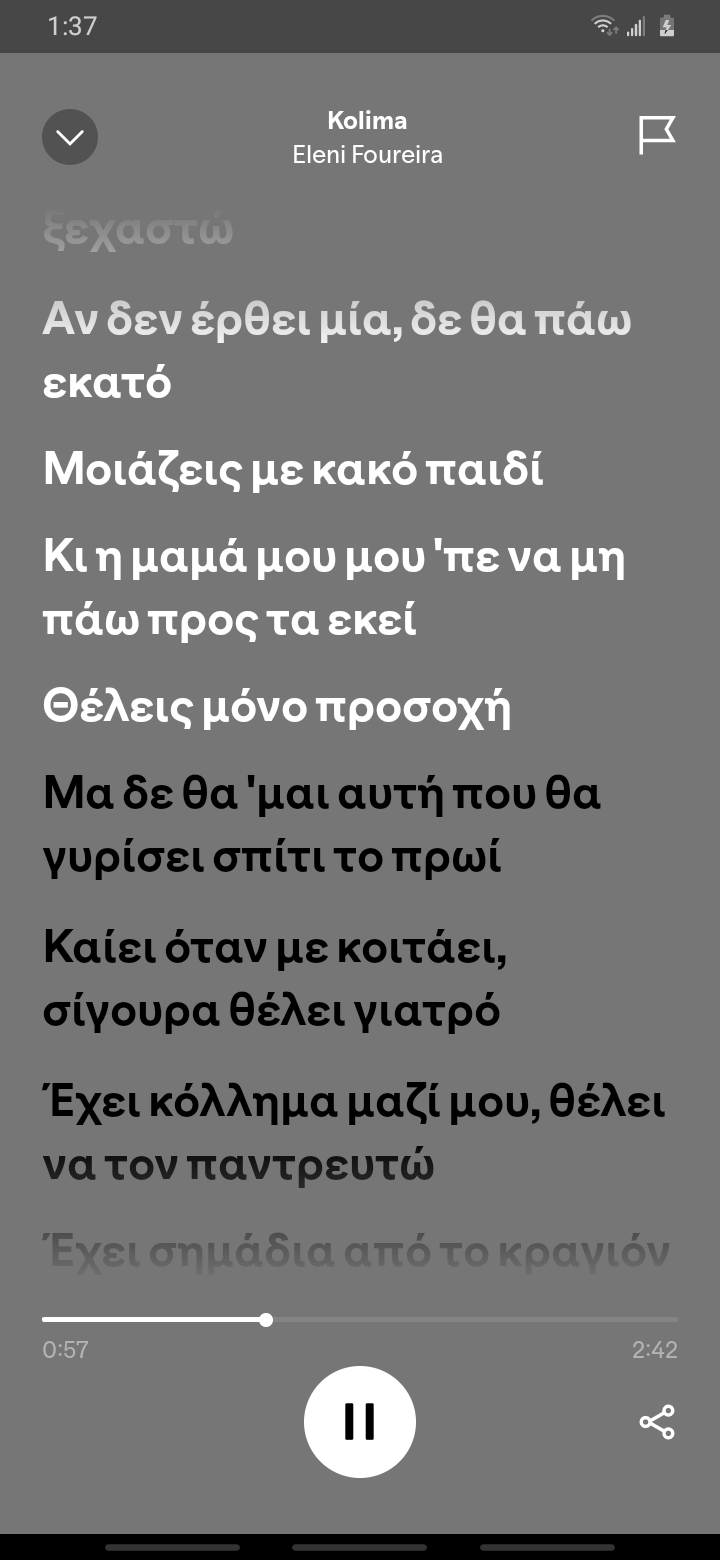 1:37
Kolima
Eleni Foureira
ξεχαστώ
Αν δεν έρθει μία, δε θα πάω
εκατό
Μοιάζεις με κακό παιδί
Κι η μαμά μου μου 'πε να μη
πάω προς τα εκεί
Θέλεις μόνο προσοχή
Μα δε θα 'μαι αυτή που θα
γυρίσει σπίτι το πρωί
Καίει όταν με κοιτάει,
σίγουρα θέλει γιατρό
Έχει κόλλημα μαζί μου, θέλει
να τον παντρευτώ
Έχει σημάδια από το κραγιόν
0:57
2:42